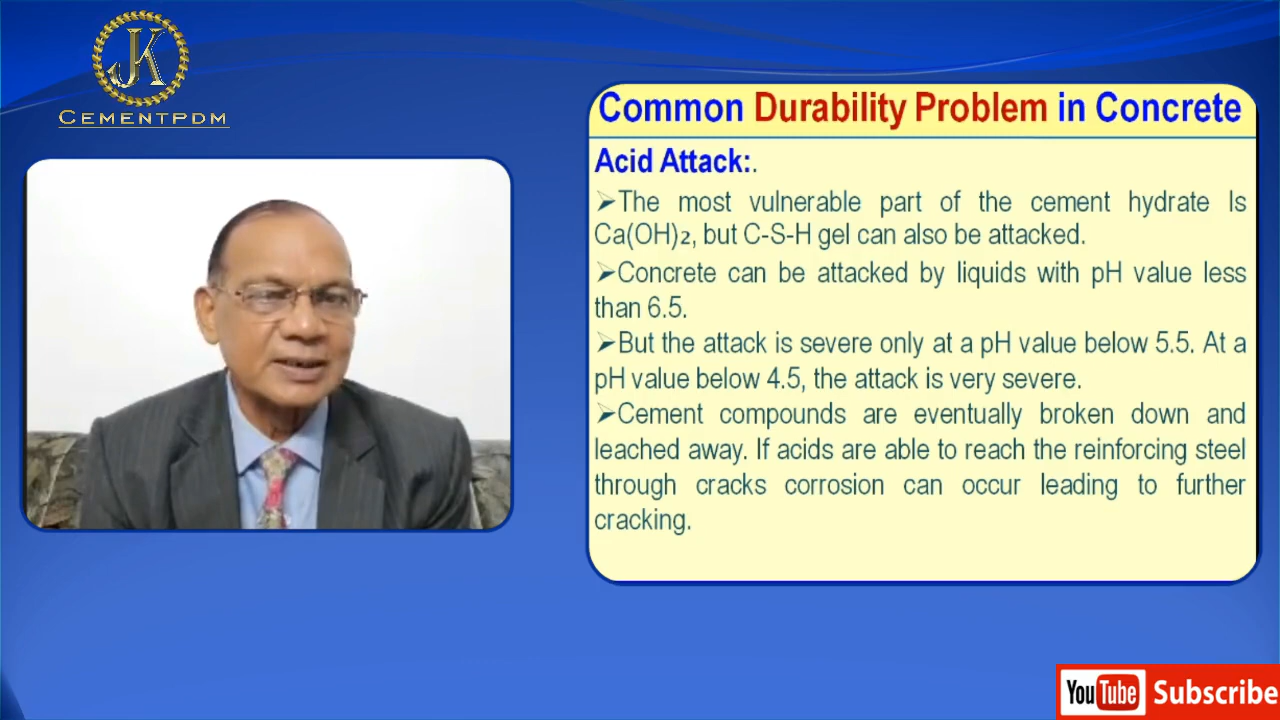 JK
CEMENTPDM
Common Durability Problem in Concrete
Acid Attack:.
➢The most vulnerable part of the cement hydrate Is
Ca(OH)₂, but C-S-H gel can also be attacked.
➢Concrete can be attacked by liquids with pH value less
than 6.5.
➢But the attack is severe only at a pH value below 5.5. At a
pH value below 4.5, the attack is very severe.
➢Cement compounds are eventually broken down and
leached away. If acids are able to reach the reinforcing steel
through cracks corrosion can occur leading to further
cracking.
YouTube Subscribe